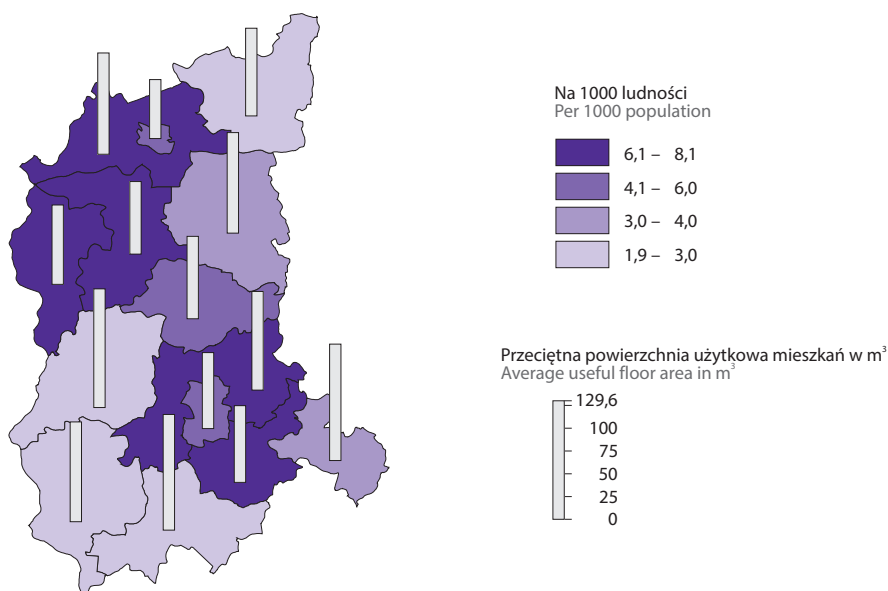 Na 1000 ludności
Per 1000 population
6,1 – 8,1
4,1 – 6,0
3,0 – 4,0
1,9 – 3,0
Przeciętna powierzchnia użytkowa mieszkań w m³
Average useful floor area in m³
129,6
100
75
50
25
0